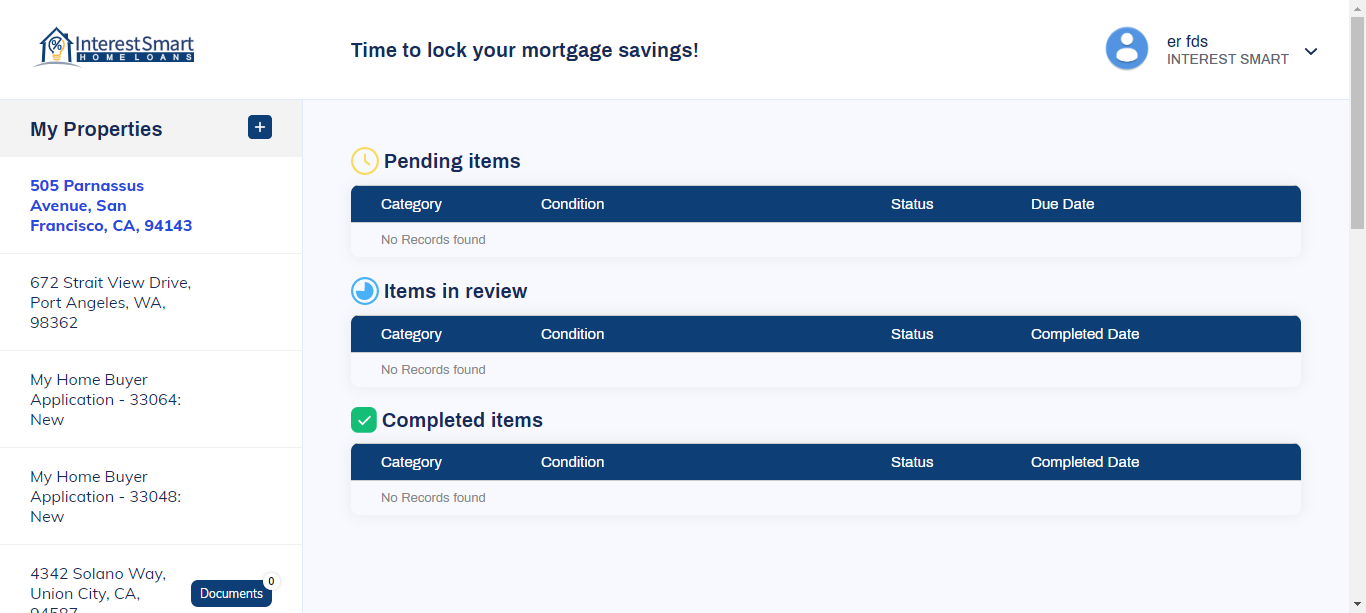 InterestSmart
HOME LOANS
Time to lock your mortgage savings!
er fds
INTEREST SMART
My Properties
+
505 Parnassus
Avenue, San
Francisco, CA, 94143
672 Strait View Drive,
Port Angeles, WA,
98362
My Home Buyer
Application - 33064:
New
My Home Buyer
Application - 33048:
New
4342 Solano Way,
Union City, CA,
94587
Documents
0
Pending items
Category Condition Status Due Date
No Records found
Items in review
Category Condition Status Completed Date
No Records found
Completed items
Category Condition Status Completed Date
No Records found